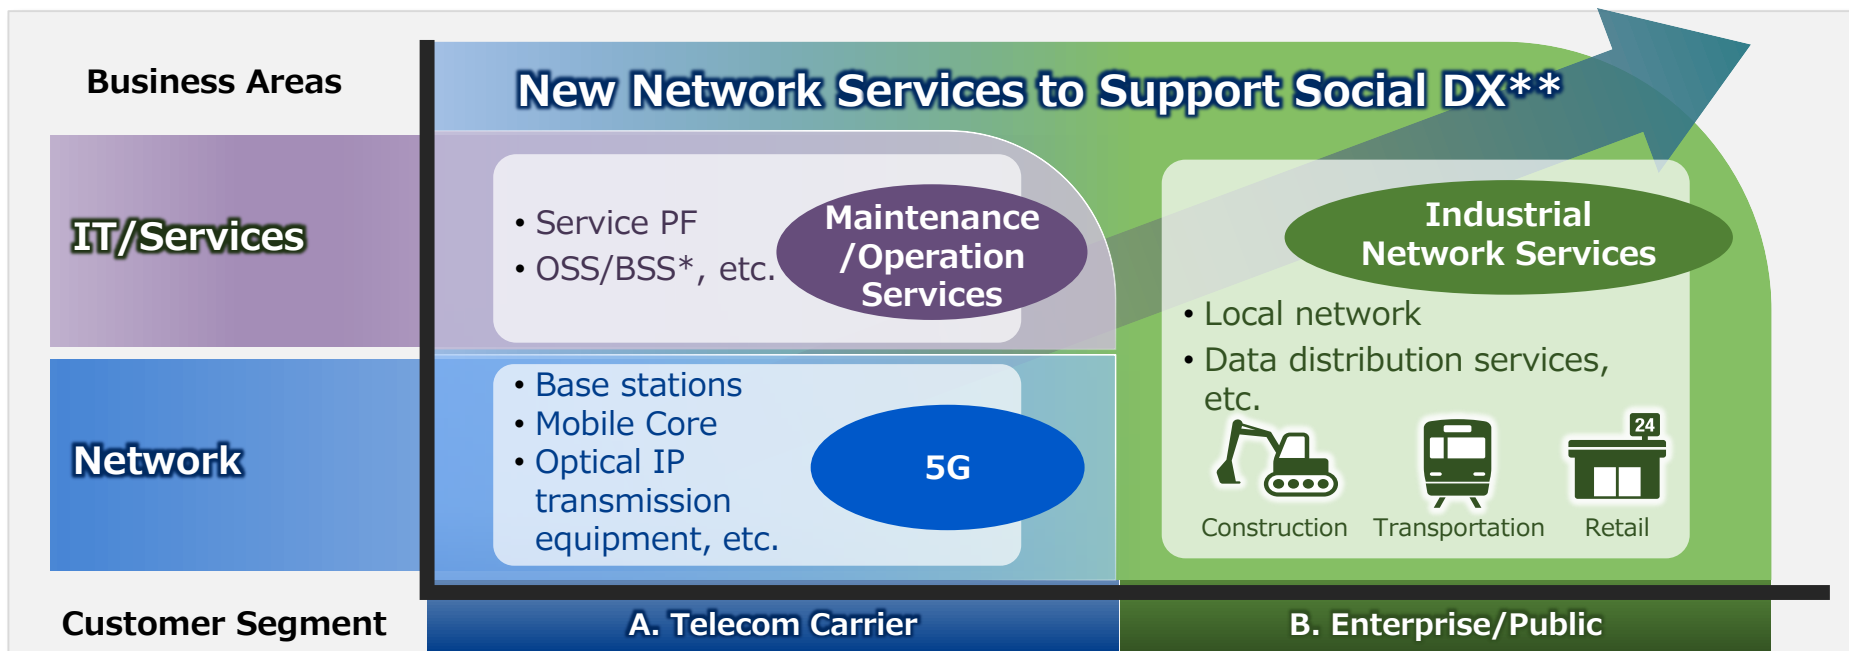 Business Areas
New Network Services to Support Social DX**
IT/Services
• Service PF
• OSS/BSS*, etc.
Maintenance
/Operation
Services
Industrial
Network Services
• Local network
• Data distribution services,
etc.
Network
• Base stations
• Mobile Core
• Optical IP
transmission
equipment, etc.
5G
24
Construction
Transportation
Retail
Customer Segment
A. Telecom Carrier
B. Enterprise/Public